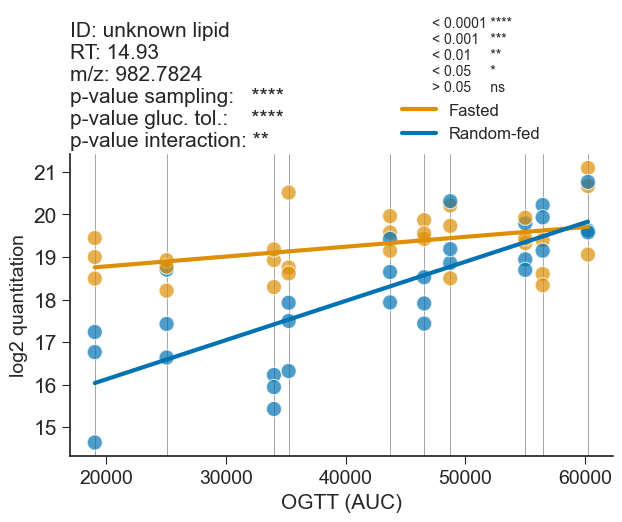 ID: unknown lipid
RT: 14.93
m/z: 982.7824
p-value sampling: ****
p-value gluc. tol.: ****
p-value interaction: **
< 0.0001 ****
< 0.001 ***
< 0.01 **
< 0.05 *
> 0.05 ns
Fasted
Random-fed
log2 quantitation
21
20
19
18
17
16
15
20000 30000 40000 50000 60000
OGTT (AUC)